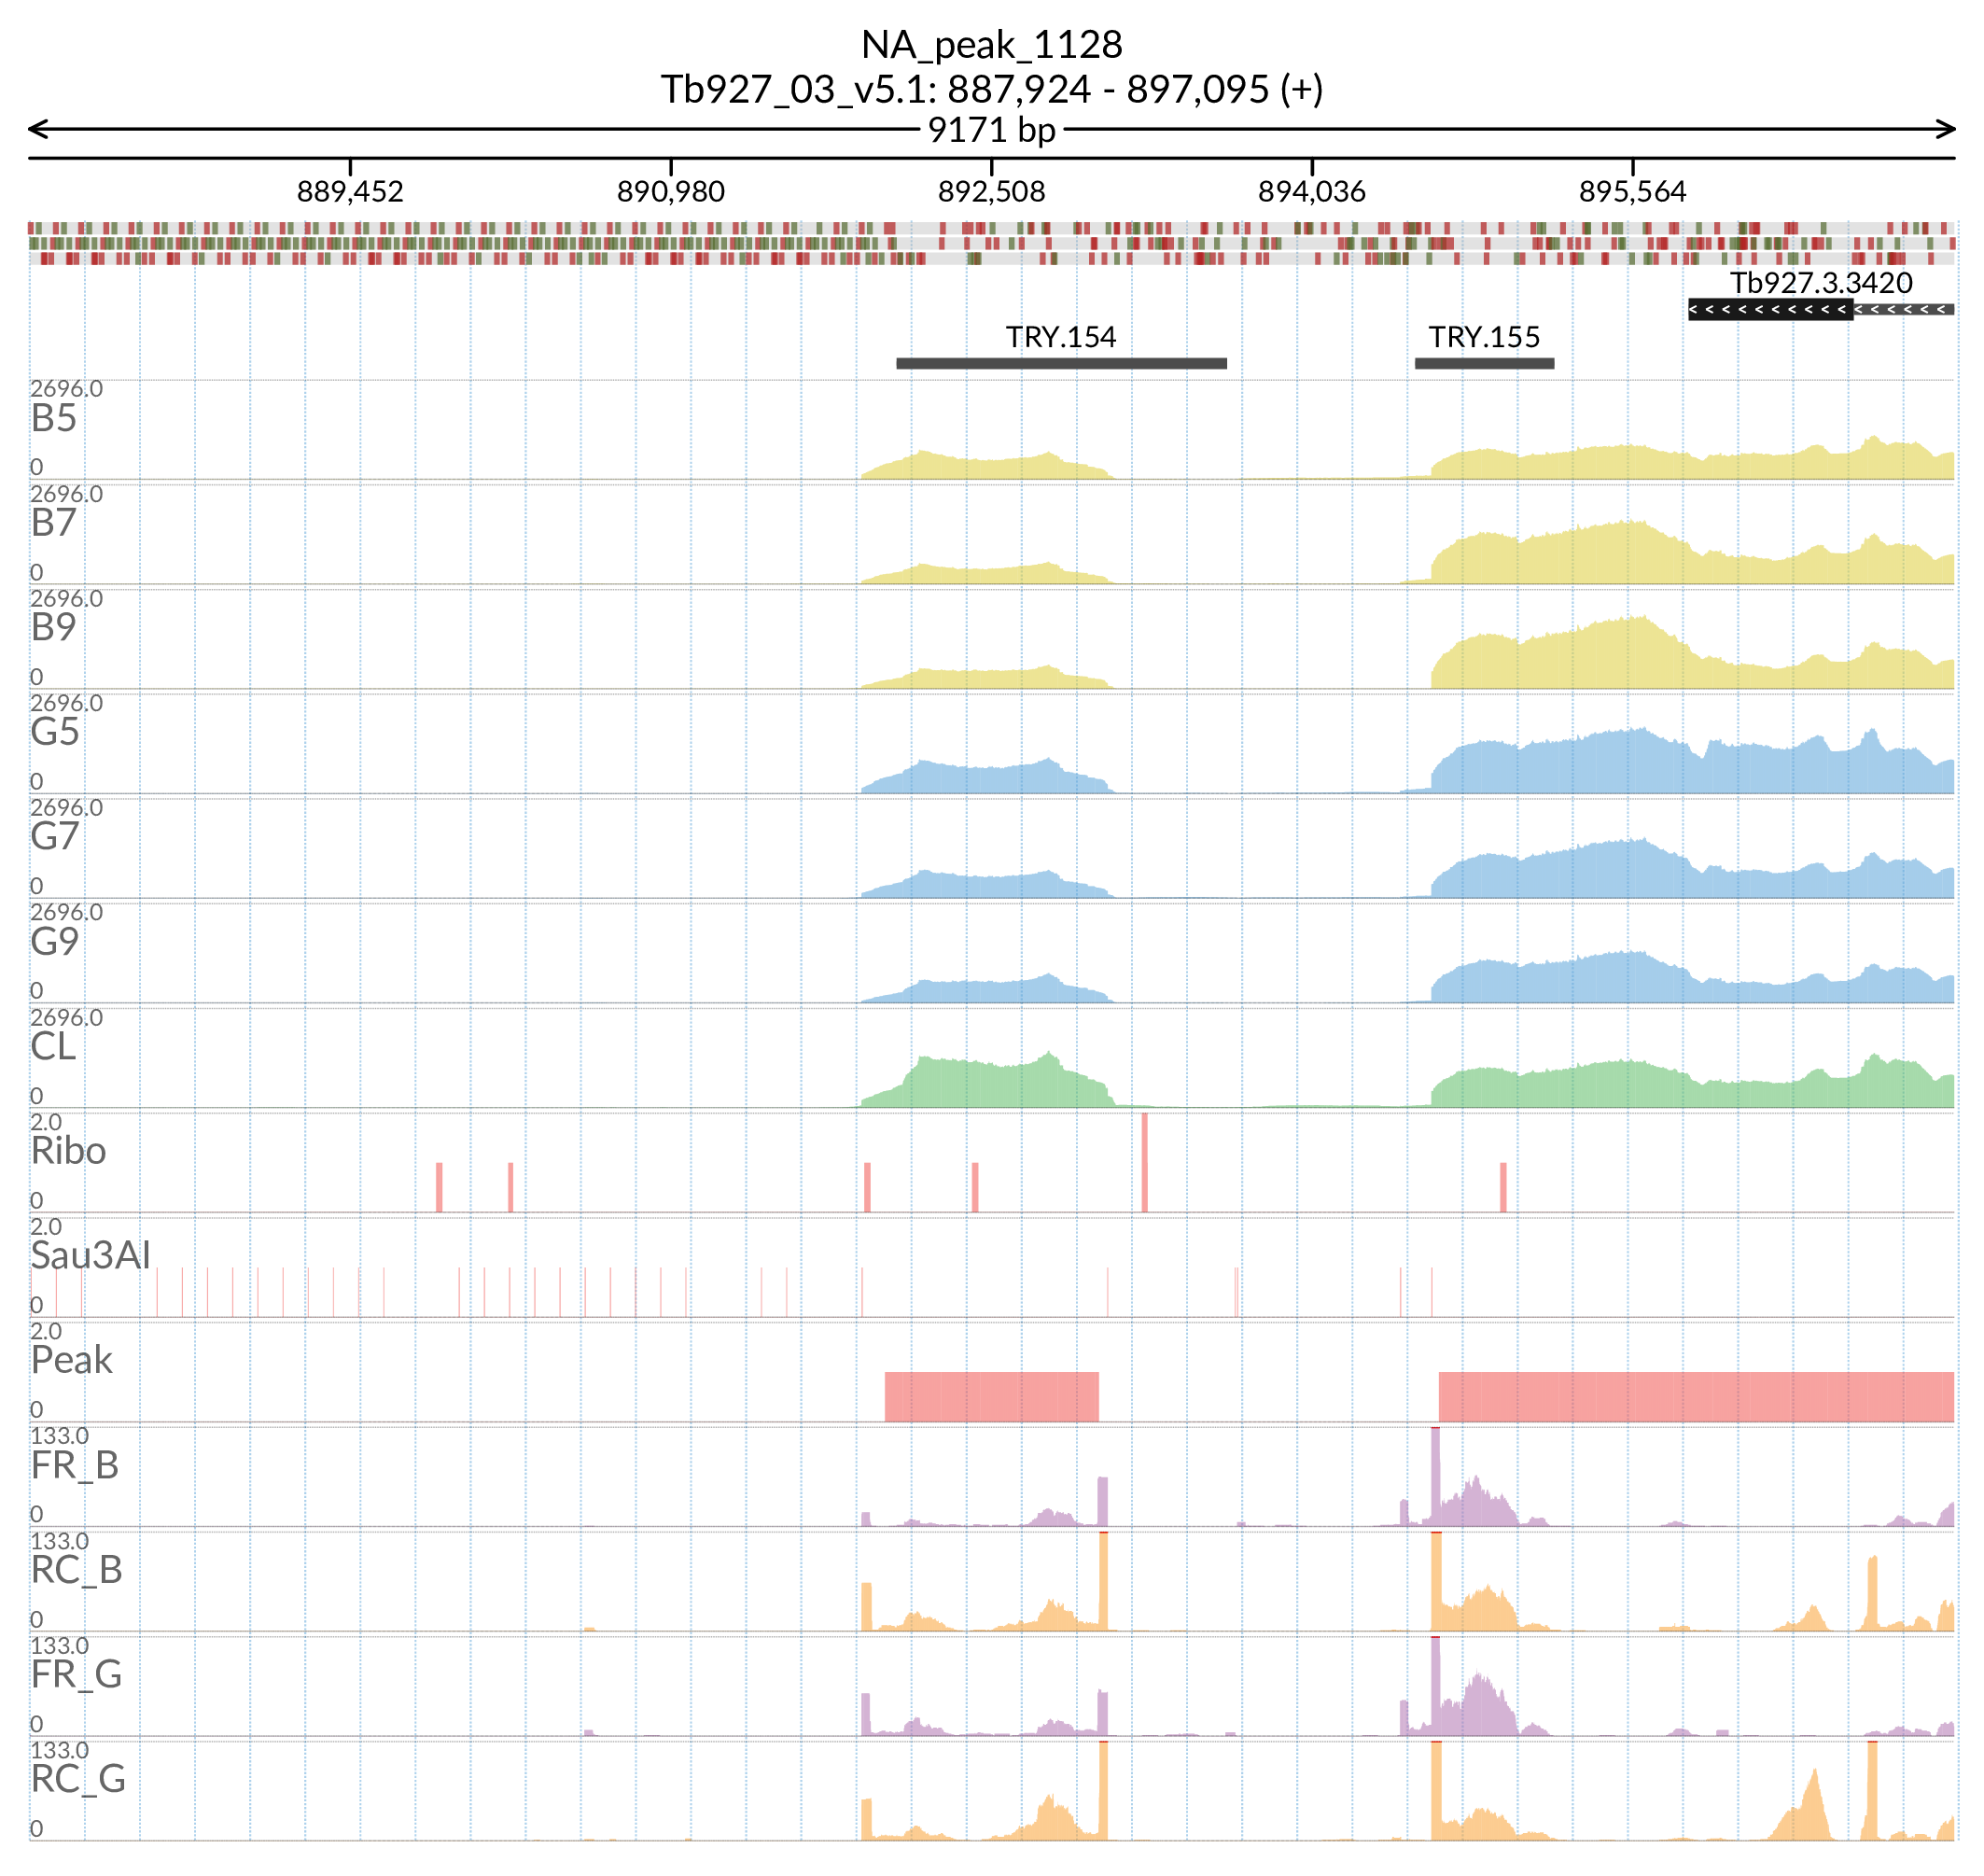 NA_peak_1128
Tb927_03_v5.1: 887,924 - 897,095 (+)
9171 bp
889,452 890,980 892,508 894,036 895,564
Tb927.3.3420
TRY.154 TRY.155
2696.0
B5
0
2696.0
B7
0
2696.0
B9
0
2696.0
G5
0
2696.0
G7
0
2696.0
G9
0
2696.0
CL
0
2.0
Ribo
0
2.0
Sau3AI
0
2.0
Peak
0
133.0
FR_B
0
133.0
RC_B
0
133.0
FR_G
0
133.0
RC_G
0